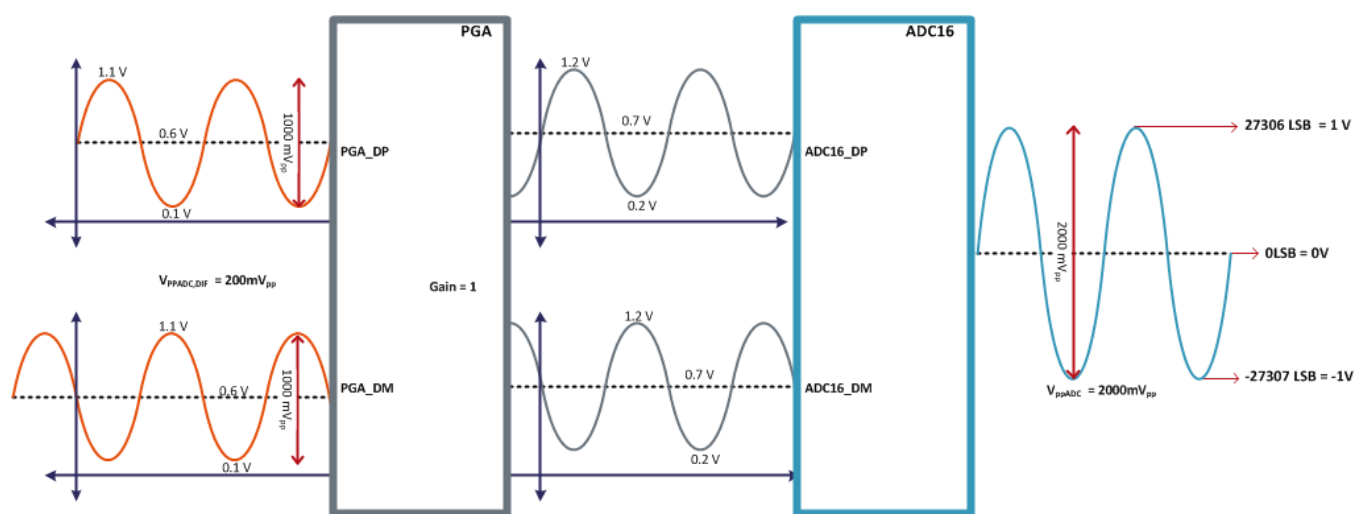 PGA
ADC16
1.1 V
1.2 V
27306 LSB = 1 V
0.6 V
1000 mVpp
0.7 V
PGA_DP
ADC16_DP
0.1 V
0.2 V
2000 mVpp
0LSB = 0V
VPPADC,DIF = 200mVpp
Gain = 1
1.1 V
1.2 V
0.6 V
1000 mVpp
0.7 V
PGA_DM
ADC16_DM
-27307 LSB = -1V
VppADC = 2000mVpp
0.1 V
0.2 V